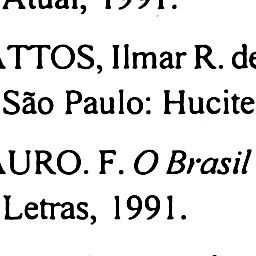 Atual, 1991.
ATTOS, Ilmar R. de
São Paulo: Hucite
AURO. F. O Brasil
Letras, 1991.